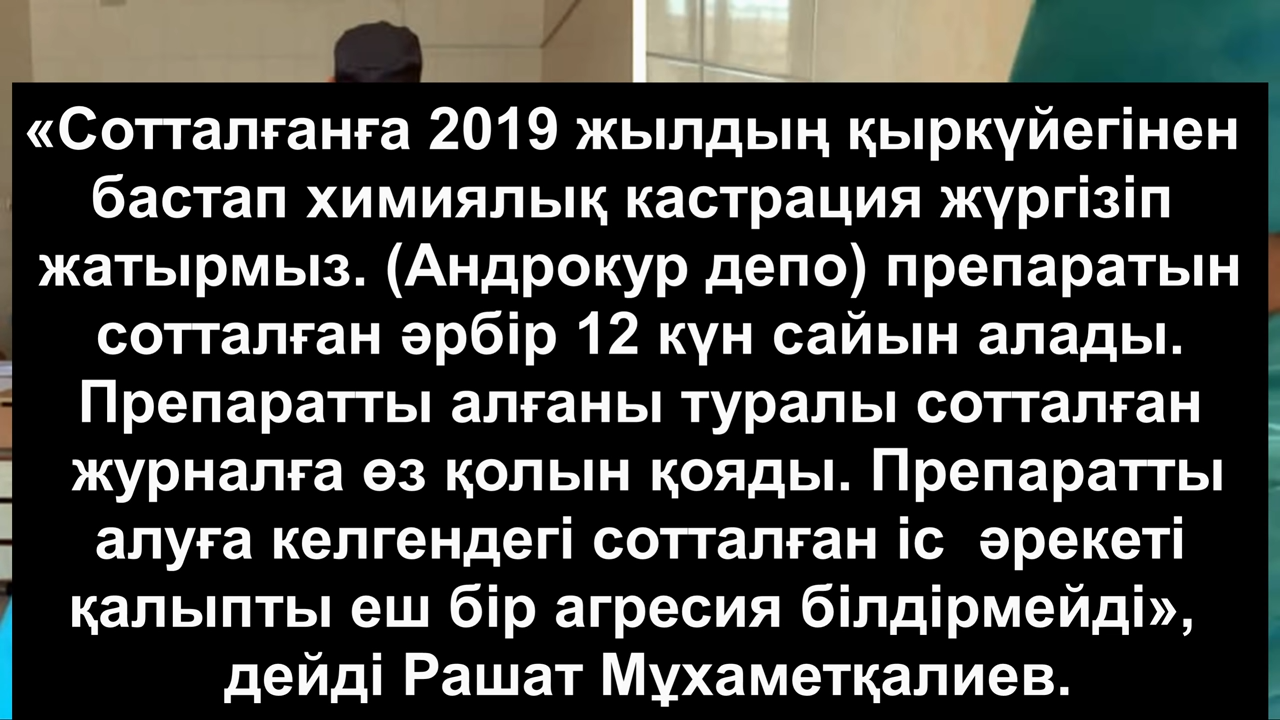 «Сотталғанға 2019 жылдың қыркүйегінен
бастап химиялық кастрация жүргізіп
жатырмыз. (Андрокур депо) препаратын
сотталған әрбір 12 күн сайын алады.
Препаратты алғаны туралы сотталған
журналға өз қолын қояды. Препаратты
алуға келгендегі сотталған іс  әрекеті
қалыпты еш бір агресия білдірмейді»,
дейді Рашат Мұхаметқалиев.